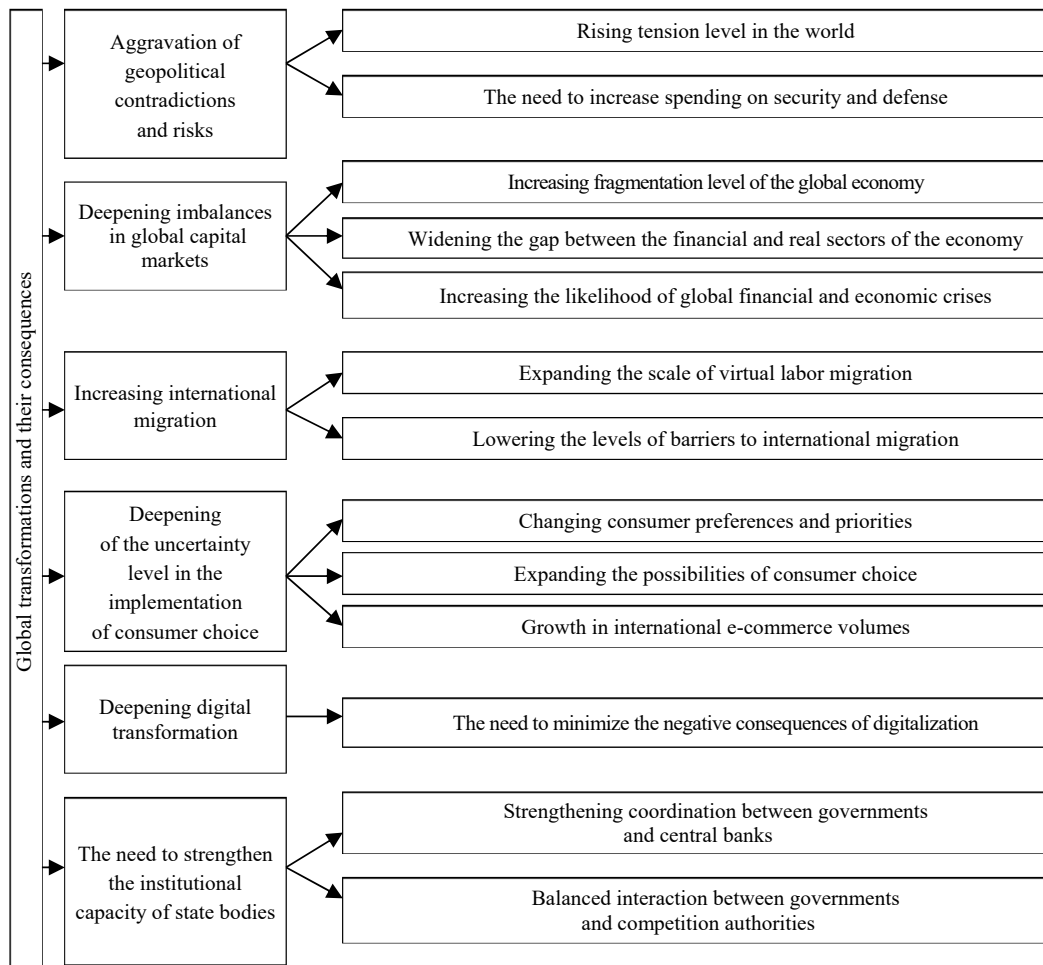 Global transformations and their consequences
Aggravation of
geopolitical
contradictions
and risks
Rising tension level in the world
The need to increase spending on security and defense
Deepening imbalances
in global capital
markets
Increasing fragmentation level of the global economy
Widening the gap between the financial and real sectors of the economy
Increasing the likelihood of global financial and economic crises
Increasing international
migration
Expanding the scale of virtual labor migration
Lowering the levels of barriers to international migration
Deepening
of the uncertainty
level in the
implementation
of consumer choice
Changing consumer preferences and priorities
Expanding the possibilities of consumer choice
Growth in international e-commerce volumes
Deepening digital
transformation
The need to minimize the negative consequences of digitalization
The need to strengthen
the institutional
capacity of state bodies
Strengthening coordination between governments
and central banks
Balanced interaction between governments
and competition authorities